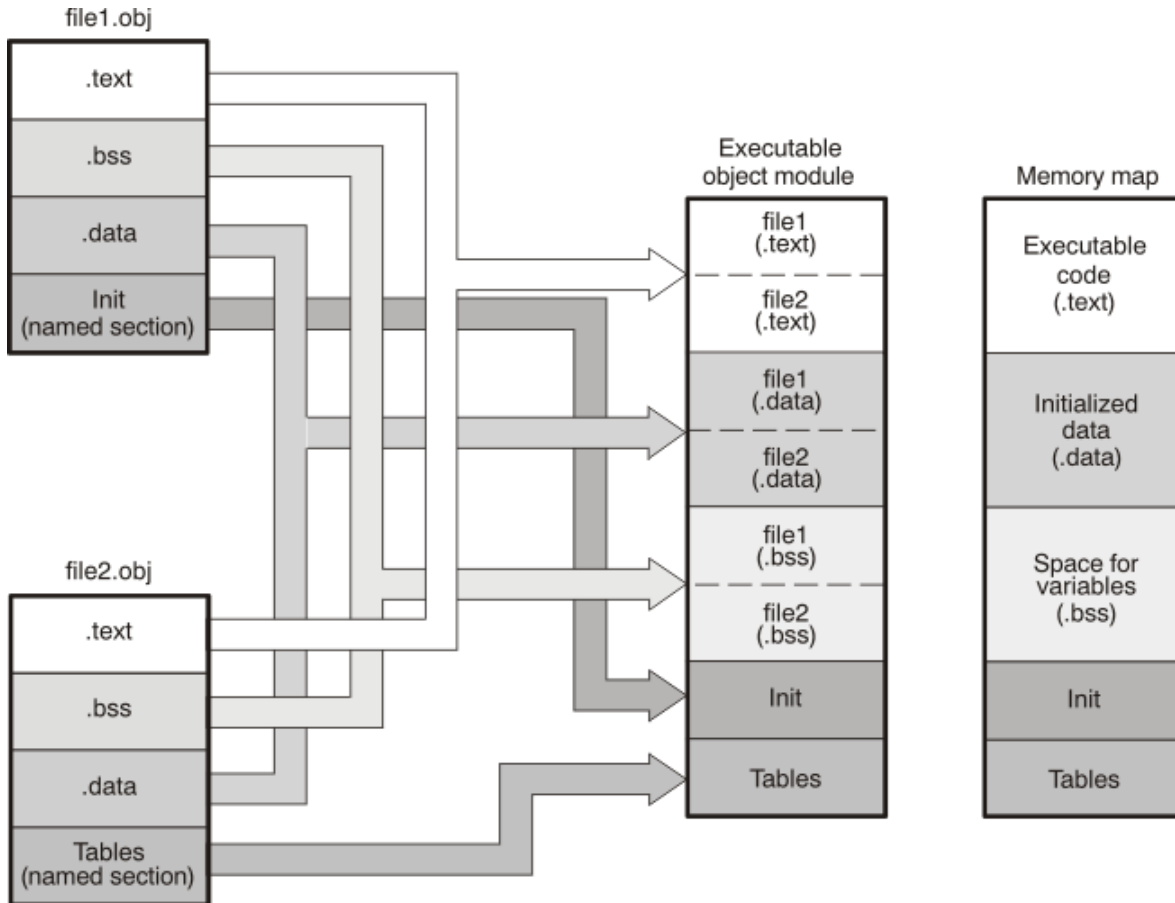 file1.obj
.text
.bss
.data
Init
(named section)
file2.obj
.text
.bss
.data
Tables
(named section)
Executable
object module
file1
(.text)
file2
(.text)
file1
(.data)
file2
(.data)
file1
(.bss)
file2
(.bss)
Init
Tables
Memory map
Executable
code
(.text)
Initialized
data
(.data)
Space for
variables
(.bss)
Init
Tables